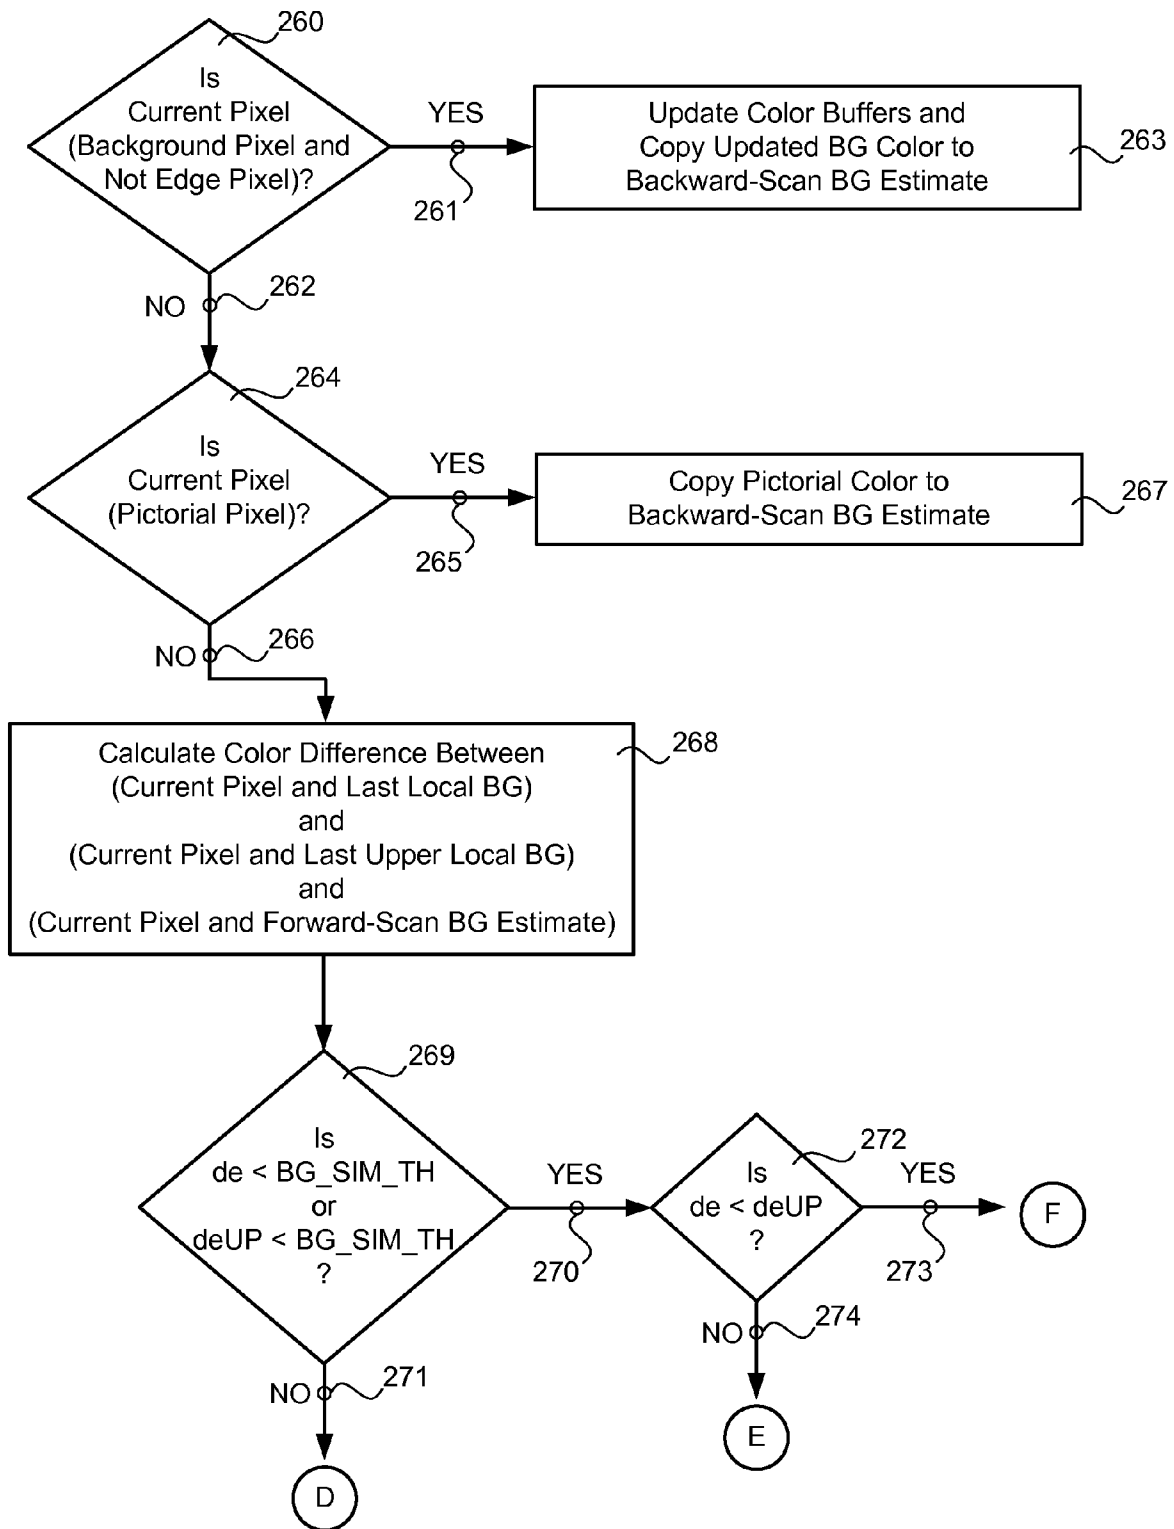 260
Is
Current Pixel
(Background Pixel and
Not Edge Pixel)?
YES
261
Update Color Buffers and
Copy Updated BG Color to
Backward-Scan BG Estimate
263
NO
262
264
Is
Current Pixel
(Pictorial Pixel)?
YES
265
Copy Pictorial Color to
Backward-Scan BG Estimate
267
NO
266
Calculate Color Difference Between
(Current Pixel and Last Local BG)
and
(Current Pixel and Last Upper Local BG)
and
(Current Pixel and Forward-Scan BG Estimate)
268
269
Is
de < BG_SIM_TH
or
deUP < BG_SIM_TH
?
YES
270
272
Is
de < deUP
?
YES
273
F
NO
274
E
NO
271
D